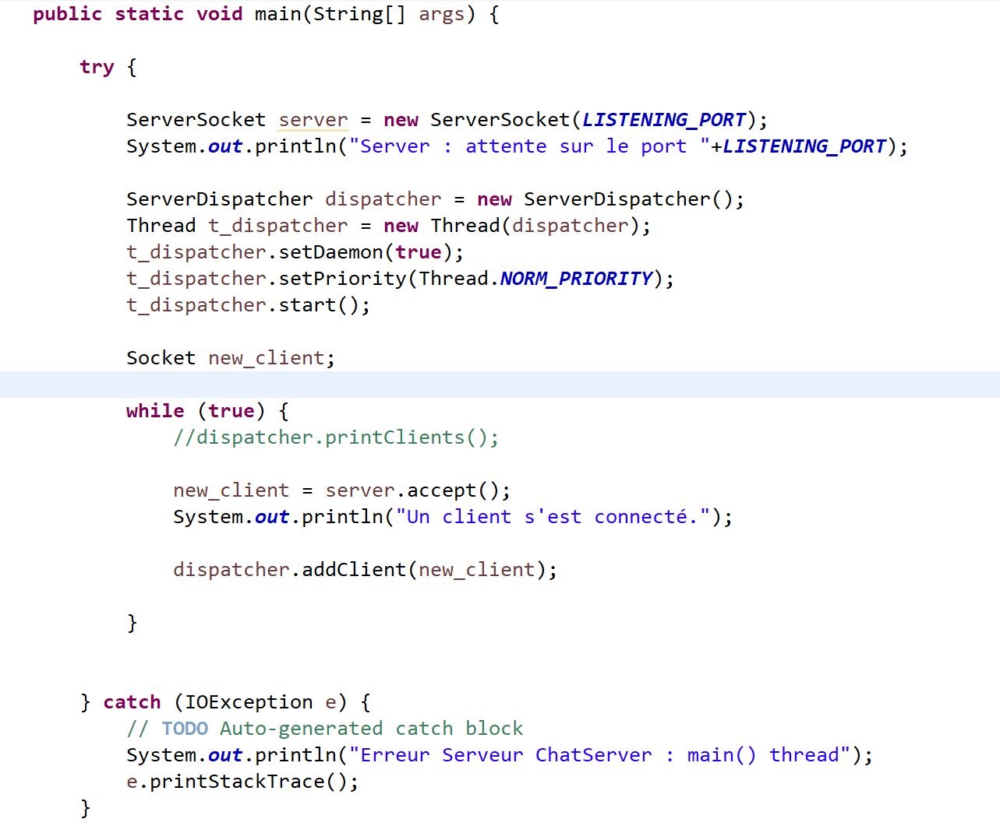 public static void main(String[] args) {
try {
ServerSocket server = new ServerSocket(LISTENING_PORT);
System.out.println("Server : attente sur le port "+LISTENING_PORT);
ServerDispatcher dispatcher = new ServerDispatcher();
Thread t_dispatcher = new Thread(dispatcher);
t_dispatcher.setDaemon(true);
t_dispatcher.setPriority(Thread.NORM_PRIORITY);
t_dispatcher.start();
Socket new_client;
while (true) {
//dispatcher.printClients();
new_client = server.accept();
System.out.println("Un client s'est connecté.");
dispatcher.addClient(new_client);
}
} catch (IOException e) {
// TODO Auto-generated catch block
System.out.println("Erreur Serveur ChatServer : main() thread");
e.printStackTrace();
}